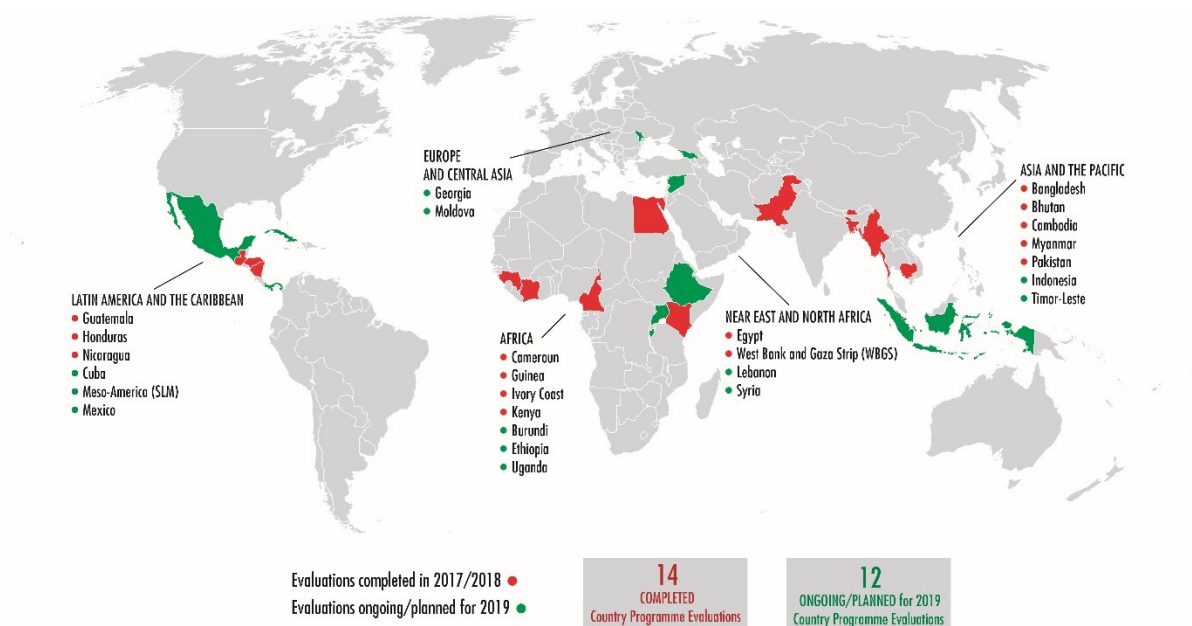 EUROPE
AND CENTRAL ASIA
Georgia
Moldova
ASIA AND THE PACIFIC
Bangladesh
Bhutan
Cambodia
Myanmar
Pakistan
Indonesia
Timor-Leste
LATIN AMERICA AND THE CARIBBEAN
Guatemala
Honduras
Nicaragua
Cuba
Meso-America (SLM)
Mexico
AFRICA
Cameroun
Guinea
Ivory Coast
Kenya
Burundi
Ethiopia
Uganda
NEAR EAST AND NORTH AFRICA
Egypt
West Bank and Gaza Strip (WBGS)
Lebanon
Syria
Evaluations completed in 2017/2018
Evaluations ongoing/planned for 2019
14
COMPLETED
Country Programme Evaluations
12
ONGOING/PLANNED for 2019
Country Programme Evaluations